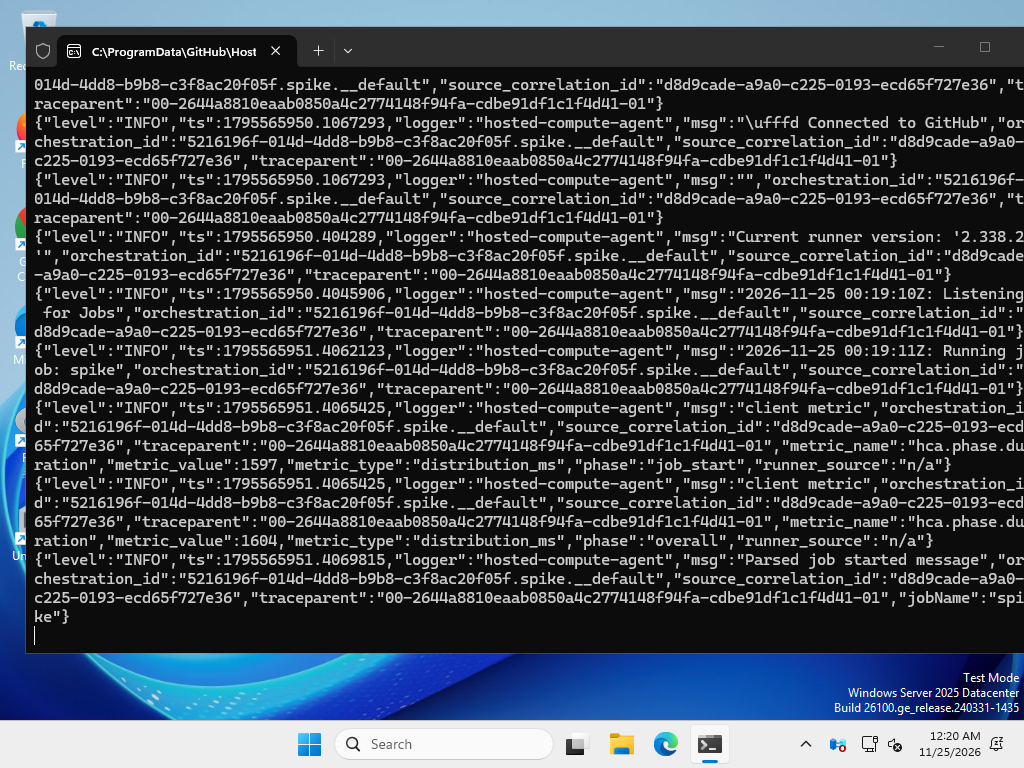 C:\ProgramData\GitHub\Host
014d-4dd8-b9b8-c3f8ac20f05f.spike.__default","source_correlation_id":"d8d9cade-a9a0-c225-0193-ecd65f727e36","t
raceparent":"00-2644a8810eaab0850a4c2774148f94fa-cdbe91df1c1f4d41-01"}
{"level":"INFO","ts":1795565950.1067293,"logger":"hosted-compute-agent","msg":"\ufffd Connected to GitHub","or
chestration_id":"5216196f-014d-4dd8-b9b8-c3f8ac20f05f.spike.__default","source_correlation_id":"d8d9cade-a9a0-
c225-0193-ecd65f727e36","traceparent":"00-2644a8810eaab0850a4c2774148f94fa-cdbe91df1c1f4d41-01"}
{"level":"INFO","ts":1795565950.1067293,"logger":"hosted-compute-agent","msg":"","orchestration_id":"5216196f-
014d-4dd8-b9b8-c3f8ac20f05f.spike.__default","source_correlation_id":"d8d9cade-a9a0-c225-0193-ecd65f727e36","t
raceparent":"00-2644a8810eaab0850a4c2774148f94fa-cdbe91df1c1f4d41-01"}
{"level":"INFO","ts":1795565950.404289,"logger":"hosted-compute-agent","msg":"Current runner version: '2.338.2
'","orchestration_id":"5216196f-014d-4dd8-b9b8-c3f8ac20f05f.spike.__default","source_correlation_id":"d8d9cade
-a9a0-c225-0193-ecd65f727e36","traceparent":"00-2644a8810eaab0850a4c2774148f94fa-cdbe91df1c1f4d41-01"}
{"level":"INFO","ts":1795565950.4045906,"logger":"hosted-compute-agent","msg":"2026-11-25 00:19:10Z: Listening
 for Jobs","orchestration_id":"5216196f-014d-4dd8-b9b8-c3f8ac20f05f.spike.__default","source_correlation_id":"
d8d9cade-a9a0-c225-0193-ecd65f727e36","traceparent":"00-2644a8810eaab0850a4c2774148f94fa-cdbe91df1c1f4d41-01"}
{"level":"INFO","ts":1795565951.4062123,"logger":"hosted-compute-agent","msg":"2026-11-25 00:19:11Z: Running j
ob: spike","orchestration_id":"5216196f-014d-4dd8-b9b8-c3f8ac20f05f.spike.__default","source_correlation_id":"
d8d9cade-a9a0-c225-0193-ecd65f727e36","traceparent":"00-2644a8810eaab0850a4c2774148f94fa-cdbe91df1c1f4d41-01"}
{"level":"INFO","ts":1795565951.4065425,"logger":"hosted-compute-agent","msg":"client metric","orchestration_i
d":"5216196f-014d-4dd8-b9b8-c3f8ac20f05f.spike.__default","source_correlation_id":"d8d9cade-a9a0-c225-0193-ecd
65f727e36","traceparent":"00-2644a8810eaab0850a4c2774148f94fa-cdbe91df1c1f4d41-01","metric_name":"hca.phase.du
ration","metric_value":1597,"metric_type":"distribution_ms","phase":"job_start","runner_source":"n/a"}
{"level":"INFO","ts":1795565951.4065425,"logger":"hosted-compute-agent","msg":"client metric","orchestration_i
d":"5216196f-014d-4dd8-b9b8-c3f8ac20f05f.spike.__default","source_correlation_id":"d8d9cade-a9a0-c225-0193-ecd
65f727e36","traceparent":"00-2644a8810eaab0850a4c2774148f94fa-cdbe91df1c1f4d41-01","metric_name":"hca.phase.du
ration","metric_value":1604,"metric_type":"distribution_ms","phase":"overall","runner_source":"n/a"}
{"level":"INFO","ts":1795565951.4069815,"logger":"hosted-compute-agent","msg":"Parsed job started message","or
chestration_id":"5216196f-014d-4dd8-b9b8-c3f8ac20f05f.spike.__default","source_correlation_id":"d8d9cade-a9a0-
c225-0193-ecd65f727e36","traceparent":"00-2644a8810eaab0850a4c2774148f94fa-cdbe91df1c1f4d41-01","jobName":"spi
ke"}
Test Mode
Windows Server 2025 Datacenter
Build 26100.ge_release.240331-1435
Search
12:20 AM
11/25/2026